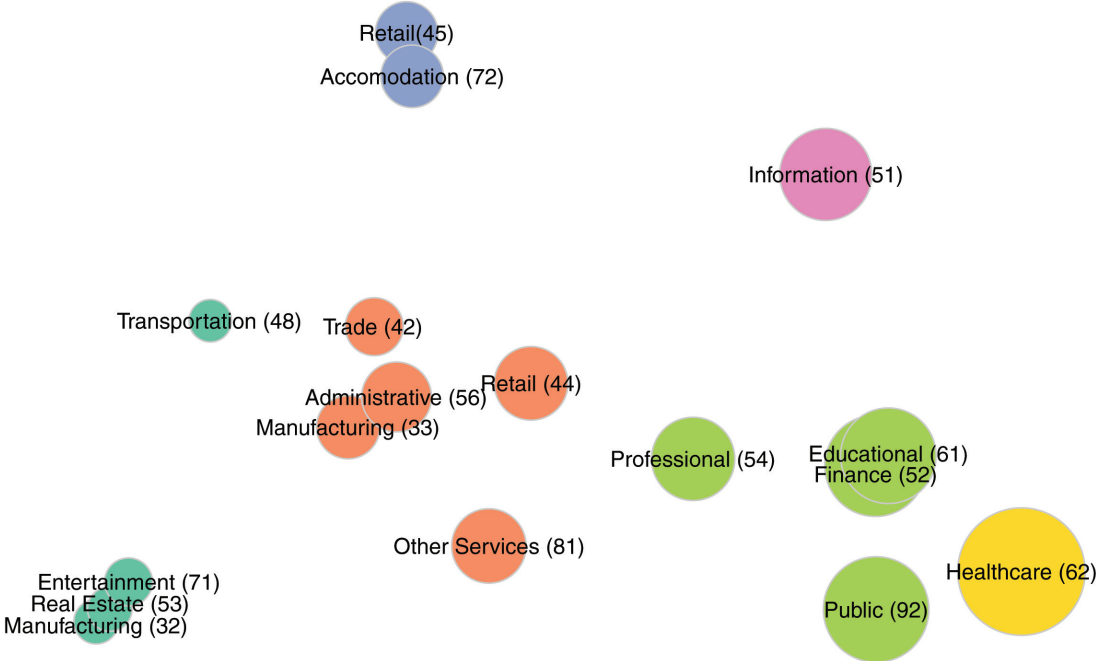 Retail(45)
Accomodation (72)
Information (51)
Transportation (48)
Trade (42)
Retail (44)
Administrative (56)
Manufacturing (33)
Educational (61)
Professional (54)
Finance (52)
Other Services (81)
Healthcare (62)
Entertainment (71)
Real Estate (53)
Public (92)
Manufacturing (32)